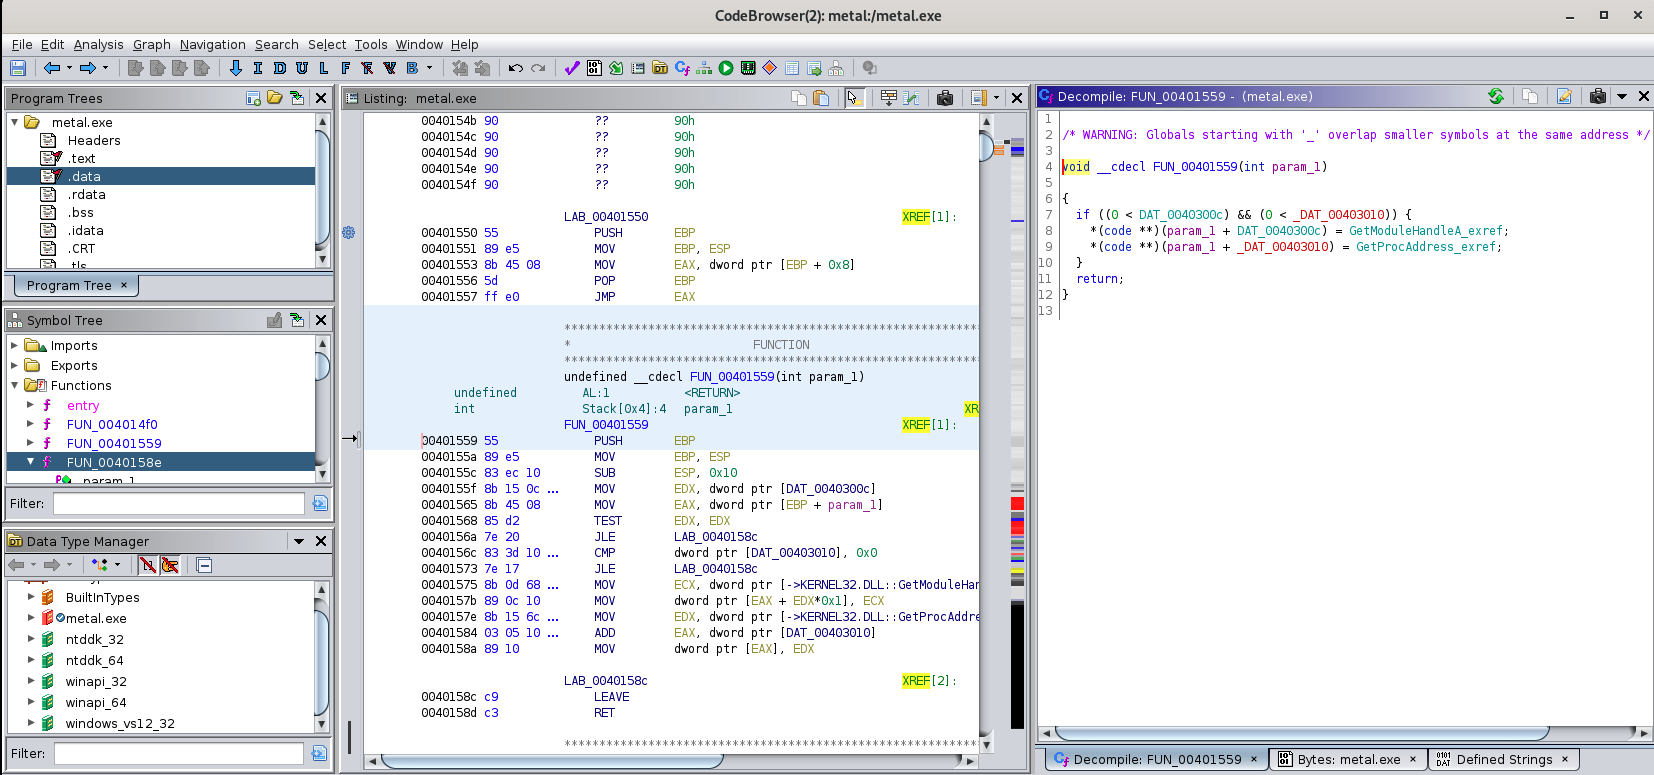 CodeBrowser(2): metal:/metal.exe
File Edit Analysis Graph Navigation Search Select Tools Window Help
Program Trees
metal.exe
Headers
.text
.data
.rdata
.bss
.idata
.CRT
.tls
Program Tree ×
Symbol Tree
Imports
Exports
Functions
entry
FUN_004014f0
FUN_00401559
FUN_0040158e
param_1
Filter:
Data Type Manager
BuiltInTypes
metal.exe
ntddk_32
ntddk_64
winapi_32
winapi_64
windows_vs12_32
Filter:
Listing: metal.exe
0040154b 90 ?? 90h
0040154c 90 ?? 90h
0040154d 90 ?? 90h
0040154e 90 ?? 90h
0040154f 90 ?? 90h
LAB_00401550 XREF[1]:
00401550 55 PUSH EBP
00401551 89 e5 MOV EBP, ESP
00401553 8b 45 08 MOV EAX, dword ptr [EBP + 0x8]
00401556 5d POP EBP
00401557 ff e0 JMP EAX
* FUNCTION
undefined __cdecl FUN_00401559(int param_1)
undefined AL:1 <RETURN>
int Stack[0x4]:4 param_1 XR
FUN_00401559 XREF[1]:
00401559 55 PUSH EBP
0040155a 89 e5 MOV EBP, ESP
0040155c 83 ec 10 SUB ESP, 0x10
0040155f 8b 15 0c ... MOV EDX, dword ptr [DAT_0040300c]
00401565 8b 45 08 MOV EAX, dword ptr [EBP + param_1]
00401568 85 d2 TEST EDX, EDX
0040156a 7e 20 JLE LAB_0040158c
0040156c 83 3d 10 ... CMP dword ptr [DAT_00403010], 0x0
00401573 7e 17 JLE LAB_0040158c
00401575 8b 0d 68 ... MOV ECX, dword ptr [->KERNEL32.DLL::GetModuleHan
0040157b 89 0c 10 MOV dword ptr [EAX + EDX*0x1], ECX
0040157e 8b 15 6c ... MOV EDX, dword ptr [->KERNEL32.DLL::GetProcAddre
00401584 03 05 10 ... ADD EAX, dword ptr [DAT_00403010]
0040158a 89 10 MOV dword ptr [EAX], EDX
LAB_0040158c XREF[2]:
0040158c c9 LEAVE
0040158d c3 RET
Decompile: FUN_00401559 - (metal.exe)
1
2 /* WARNING: Globals starting with '_' overlap smaller symbols at the same address */
3
4 void __cdecl FUN_00401559(int param_1)
5
6 {
7 if ((0 < DAT_0040300c) && (0 < _DAT_00403010)) {
8 *(code **)(param_1 + DAT_0040300c) = GetModuleHandleA_exref;
9 *(code **)(param_1 + _DAT_00403010) = GetProcAddress_exref;
10 }
11 return;
12 }
13
Decompile: FUN_00401559 × Bytes: metal.exe × Defined Strings ×